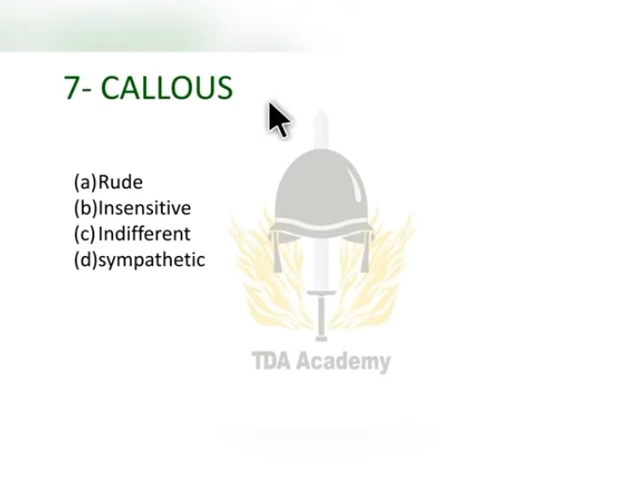 7- CALLOUS
(a)Rude
(b)Insensitive
(c)Indifferent
(d)sympathetic
TDA Academy